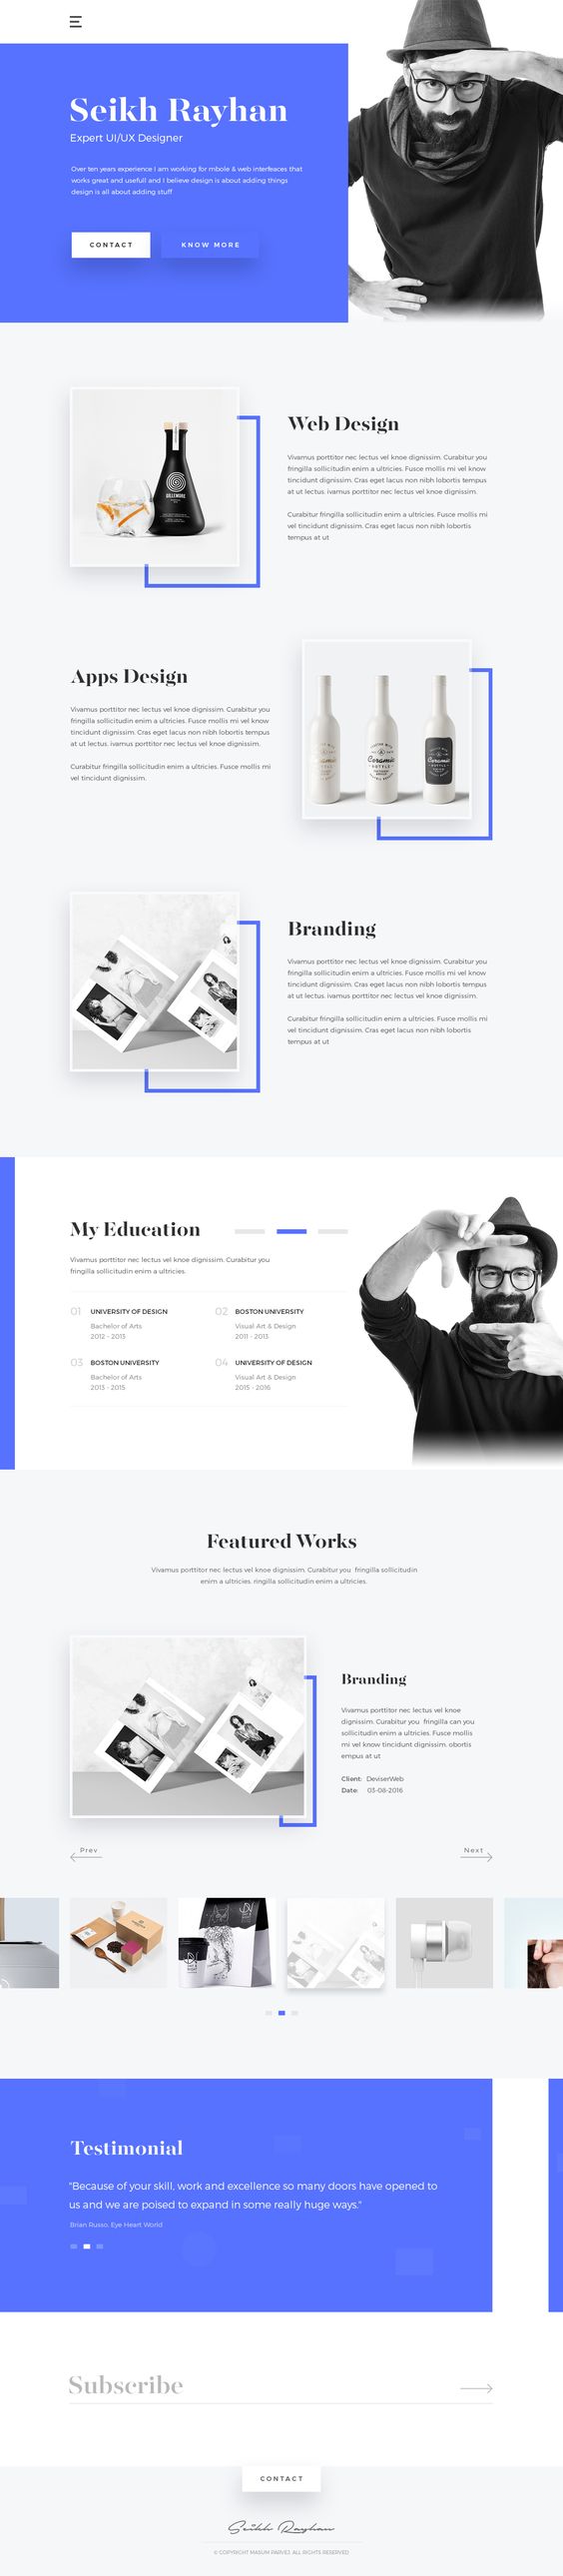 Seikh Rayhan
Expert UI/UX Designer
Over ten years experience I am working for mbole & web interfeaces that
works great and usefull and I believe design is about adding things
design is all about adding stuff
CONTACT
KNOW MORE
Web Design
Vivamus porttitor nec lectus vel knoe dignissim. Curabitur you
fringilla sollicitudin enim a ultricies. Fusce mollis mi vel know
tincidunt dignissim. Cras eget lacus non nibh lobortis tempus
at ut lectus. ivamus porttitor nec lectus vel knoe dignissim.
Curabitur fringilla sollicitudin enim a ultricies. Fusce mollis mi
vel tincidunt dignissim. Cras eget lacus non nibh lobortis
tempus at ut
Apps Design
Vivamus porttitor nec lectus vel knoe dignissim. Curabitur you
fringilla sollicitudin enim a ultricies. Fusce mollis mi vel know
tincidunt dignissim. Cras eget lacus non nibh lobortis tempus
at ut lectus. ivamus porttitor nec lectus vel knoe dignissim.
Curabitur fringilla sollicitudin enim a ultricies. Fusce mollis mi
vel tincidunt dignissim.
Ceramic
BOTTLE
Branding
Vivamus porttitor nec lectus vel knoe dignissim. Curabitur you
fringilla sollicitudin enim a ultricies. Fusce mollis mi vel know
tincidunt dignissim. Cras eget lacus non nibh lobortis tempus
at ut lectus. ivamus porttitor nec lectus vel knoe dignissim.
Curabitur fringilla sollicitudin enim a ultricies. Fusce mollis mi
vel tincidunt dignissim. Cras eget lacus non nibh lobortis
tempus at ut
My Education
Vivamus porttitor nec lectus vel knoe dignissim. Curabitur you
fringilla sollicitudin enim a ultricies.
01 UNIVERSITY OF DESIGN
Bachelor of Arts
2012 - 2013
02 BOSTON UNIVERSITY
Visual Art & Design
2011 - 2013
03 BOSTON UNIVERSITY
Bachelor of Arts
2013 - 2015
04 UNIVERSITY OF DESIGN
Visual Art & Design
2015 - 2016
Featured Works
Vivamus porttitor nec lectus vel knoe dignissim. Curabitur you fringilla sollicitudin
enim a ultricies. ringilla sollicitudin enim a ultricies.
Branding
Vivamus porttitor nec lectus vel knoe
dignissim. Curabitur you fringilla can you
sollicitudin enim a ultricies. Fusce mollis
mi vel know tincidunt dignissim. obortis
empus at ut
Client: DeviserWeb
Date: 03-08-2016
Prev
Next
Testimonial
"Because of your skill, work and excellence so many doors have opened to
us and we are poised to expand in some really huge ways."
Brian Russo, Eye Heart World
Subscribe
CONTACT
Seikh Rayhan
© COPYRIGHT MASUM PARVEJ. ALL RIGHTS RESERVED